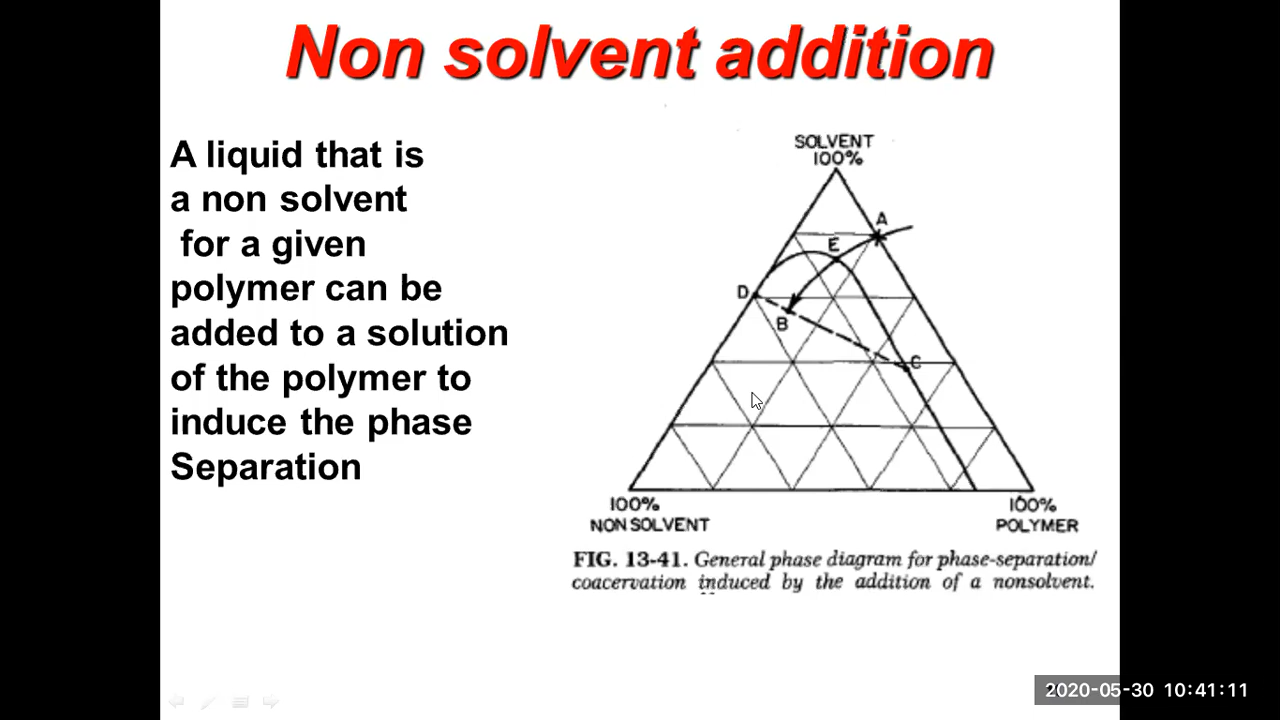 Non solvent addition
A liquid that is
a non solvent
for a given
polymer can be
added to a solution
of the polymer to
induce the phase
Separation
SOLVENT
100%
A
E
D
B
C
100%
NON SOLVENT
100%
POLYMER
FIG. 13-41. General phase diagram for phase-separation/
coacervation induced by the addition of a nonsolvent.
2020-05-30 10:41:11